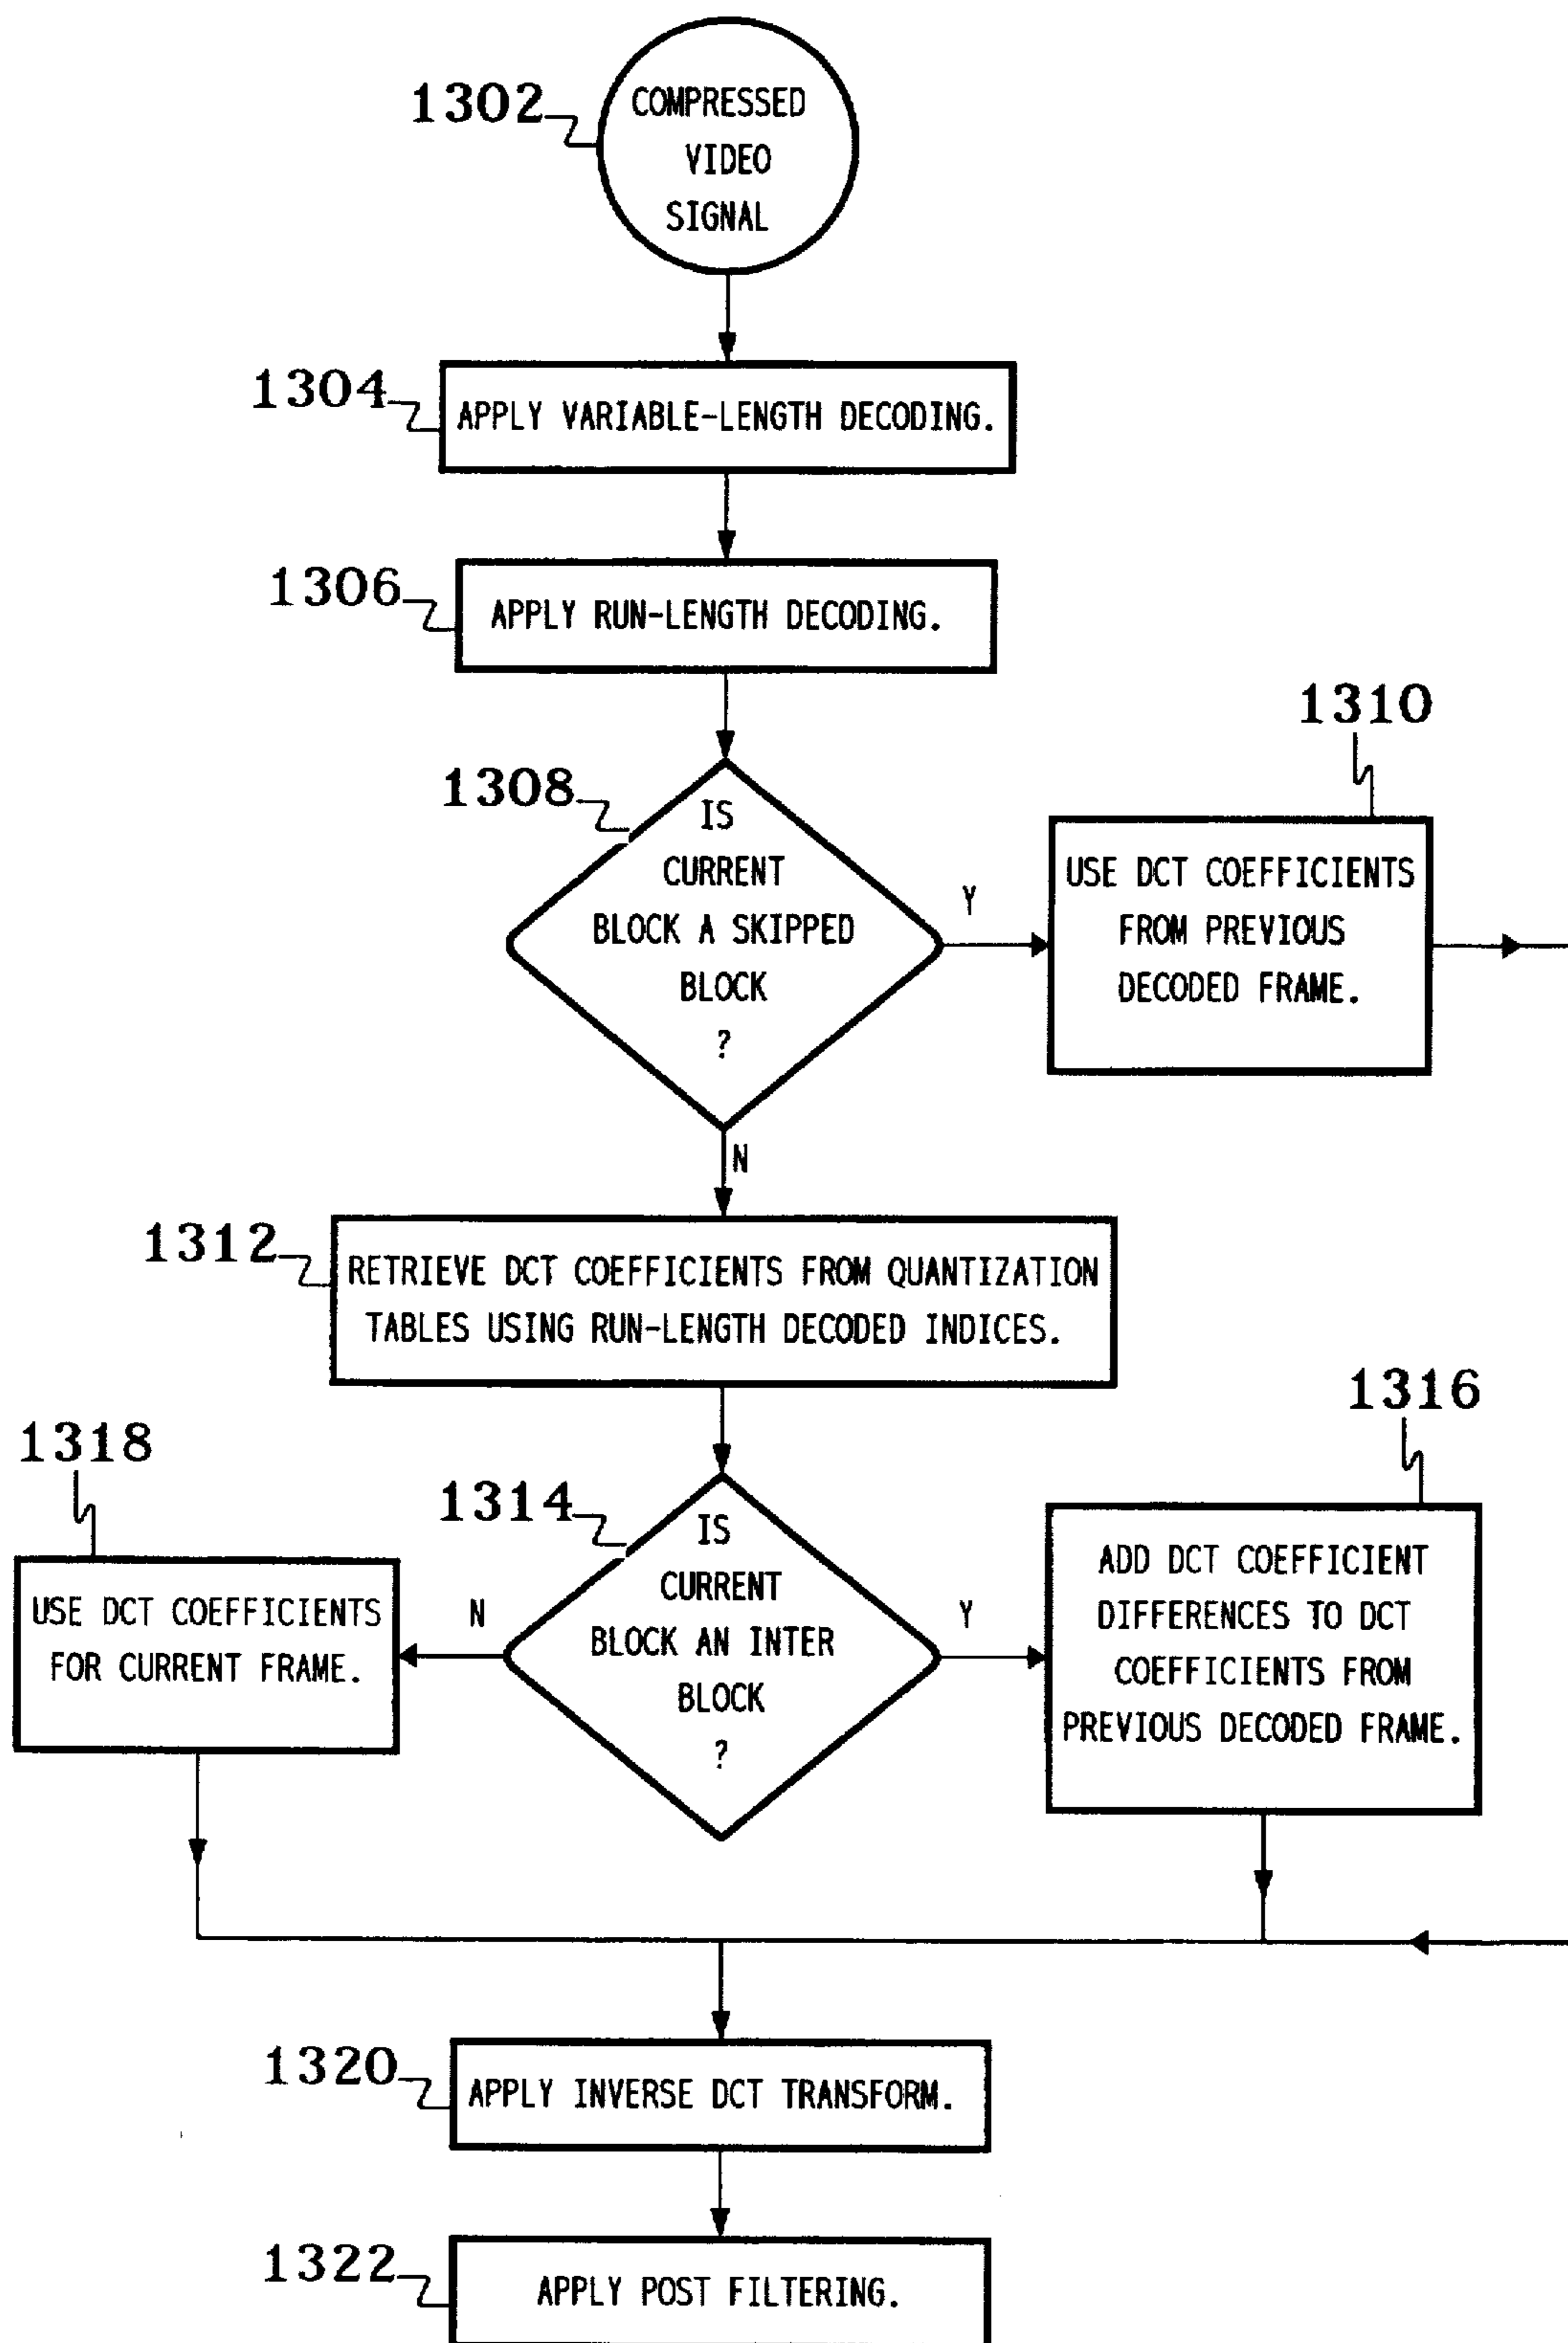 1302
COMPRESSED
VIDEO
SIGNAL
1304
APPLY VARIABLE-LENGTH DECODING.
1306
APPLY RUN-LENGTH DECODING.
1308
IS
CURRENT
BLOCK A SKIPPED
BLOCK
?
Y
1310
USE DCT COEFFICIENTS
FROM PREVIOUS
DECODED FRAME.
N
1312
RETRIEVE DCT COEFFICIENTS FROM QUANTIZATION
TABLES USING RUN-LENGTH DECODED INDICES.
1314
IS
CURRENT
BLOCK AN INTER
BLOCK
?
N
1318
USE DCT COEFFICIENTS
FOR CURRENT FRAME.
Y
1316
ADD DCT COEFFICIENT
DIFFERENCES TO DCT
COEFFICIENTS FROM
PREVIOUS DECODED FRAME.
1320
APPLY INVERSE DCT TRANSFORM.
1322
APPLY POST FILTERING.